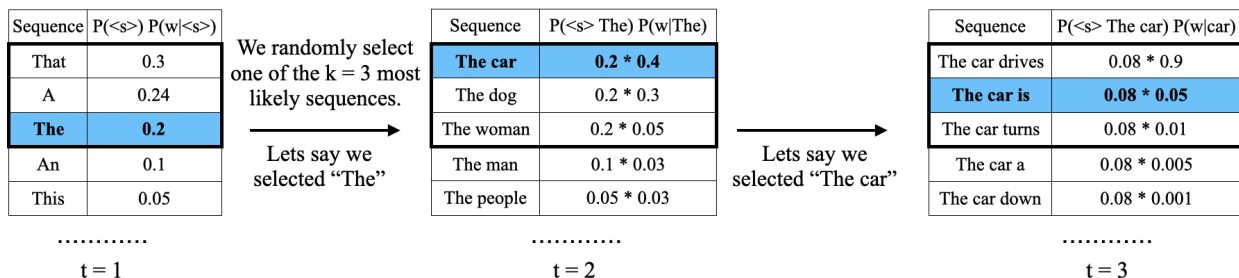 Sequence P(<s>) P(w|<s>)
That 0.3
A 0.24
The 0.2
An 0.1
This 0.05
............
t = 1
We randomly select
one of the k = 3 most
likely sequences.
Lets say we
selected “The”
Sequence P(<s> The) P(w|The)
The car 0.2 * 0.4
The dog 0.2 * 0.3
The woman 0.2 * 0.05
The man 0.1 * 0.03
The people 0.05 * 0.03
............
t = 2
Lets say we
selected “The car”
Sequence P(<s> The car) P(w|car)
The car drives 0.08 * 0.9
The car is 0.08 * 0.05
The car turns 0.08 * 0.01
The car a 0.08 * 0.005
The car down 0.08 * 0.001
............
t = 3